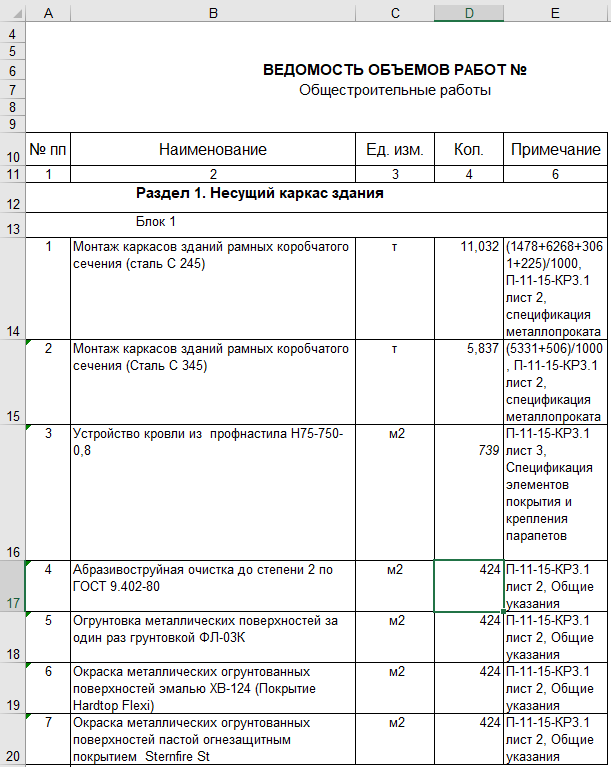 A B C D E
4
5
6 ВЕДОМОСТЬ ОБЪЕМОВ РАБОТ №
7 Общестроительные работы
8
9
10 № пп Наименование Ед. изм. Кол. Примечание
11 1 2 3 4 6
12 Раздел 1. Несущий каркас здания
13 Блок 1
1 Монтаж каркасов зданий рамных коробчатого т 11,032 (1478+6268+306
сечения (сталь С 245) 1+225)/1000,
П-11-15-КР3.1
лист 2,
спецификация
14 металлопроката
2 Монтаж каркасов зданий рамных коробчатого т 5,837 (5331+506)/1000
сечения (Сталь С 345) , П-11-15-КР3.1
лист 2,
спецификация
15 металлопроката
3 Устройство кровли из профнастила Н75-750- м2 П-11-15-КР3.1
0,8 739 лист 3,
Спецификация
элементов
покрытия и
крепления
парапетов
16
4 Абразивоструйная очистка до степени 2 по м2 424 П-11-15-КР3.1
ГОСТ 9.402-80 лист 2, Общие
17 указания
5 Огрунтовка металлических поверхностей за м2 424 П-11-15-КР3.1
один раз грунтовкой ФЛ-03К лист 2, Общие
18 указания
6 Окраска металлических огрунтованных м2 424 П-11-15-КР3.1
поверхностей эмалью ХВ-124 (Покрытие лист 2, Общие
19 Hardtop Flexi) указания
7 Окраска металлических огрунтованных м2 424 П-11-15-КР3.1
поверхностей пастой огнезащитным лист 2, Общие
20 покрытием Sternfire St указания